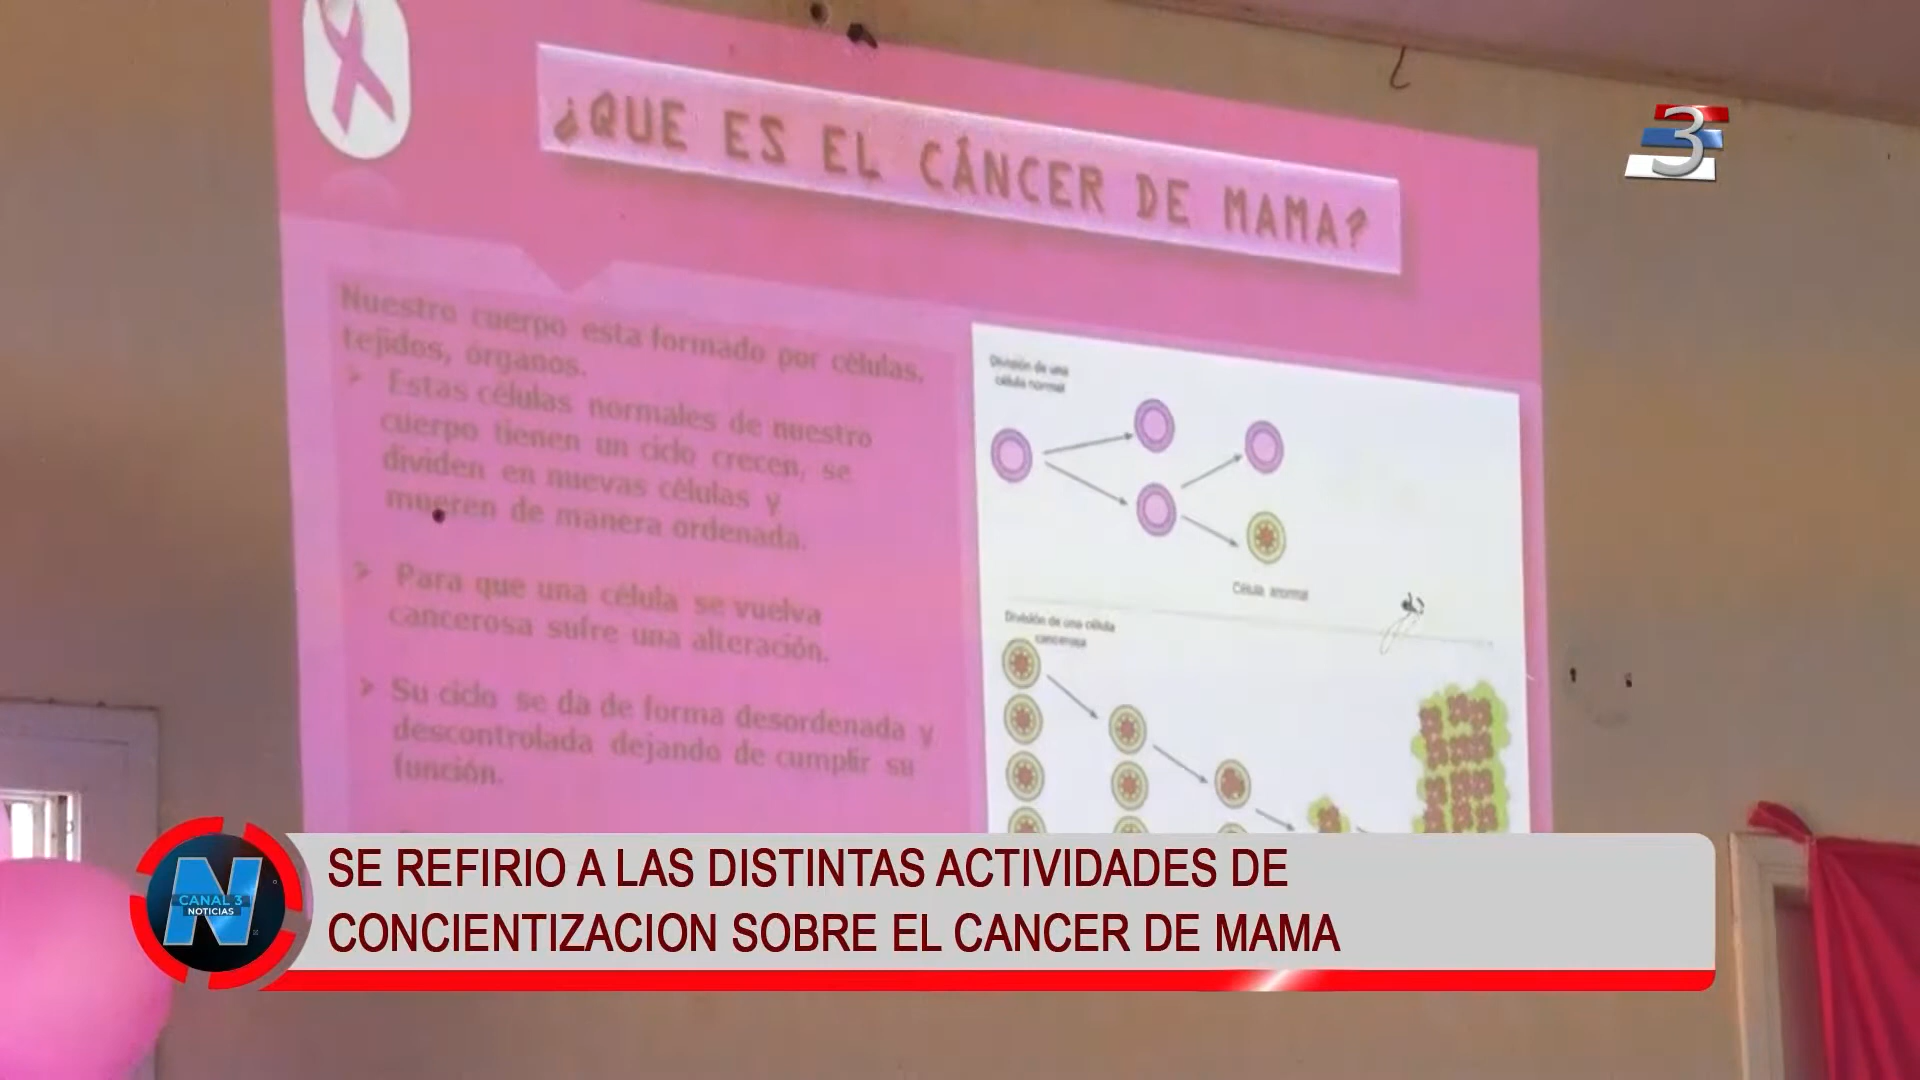 ¿QUE ES EL CÁNCER DE MAMA?
3
Nuestro cuerpo esta formado por células,
tejidos, órganos.
Estas células normales de nuestro
cuerpo tienen un ciclo crecen, se
dividen en nuevas células y
mueren de manera ordenada.
Para que una célula se vuelva
cancerosa sufre una alteración.
Su ciclo se da de forma desordenada y
descontrolada dejando de cumplir su
función.
División de una
célula normal
Célula anormal
División de una célula
cancerosa
N
CANAL 3
NOTICIAS
SE REFIRIO A LAS DISTINTAS ACTIVIDADES DE
CONCIENTIZACION SOBRE EL CANCER DE MAMA